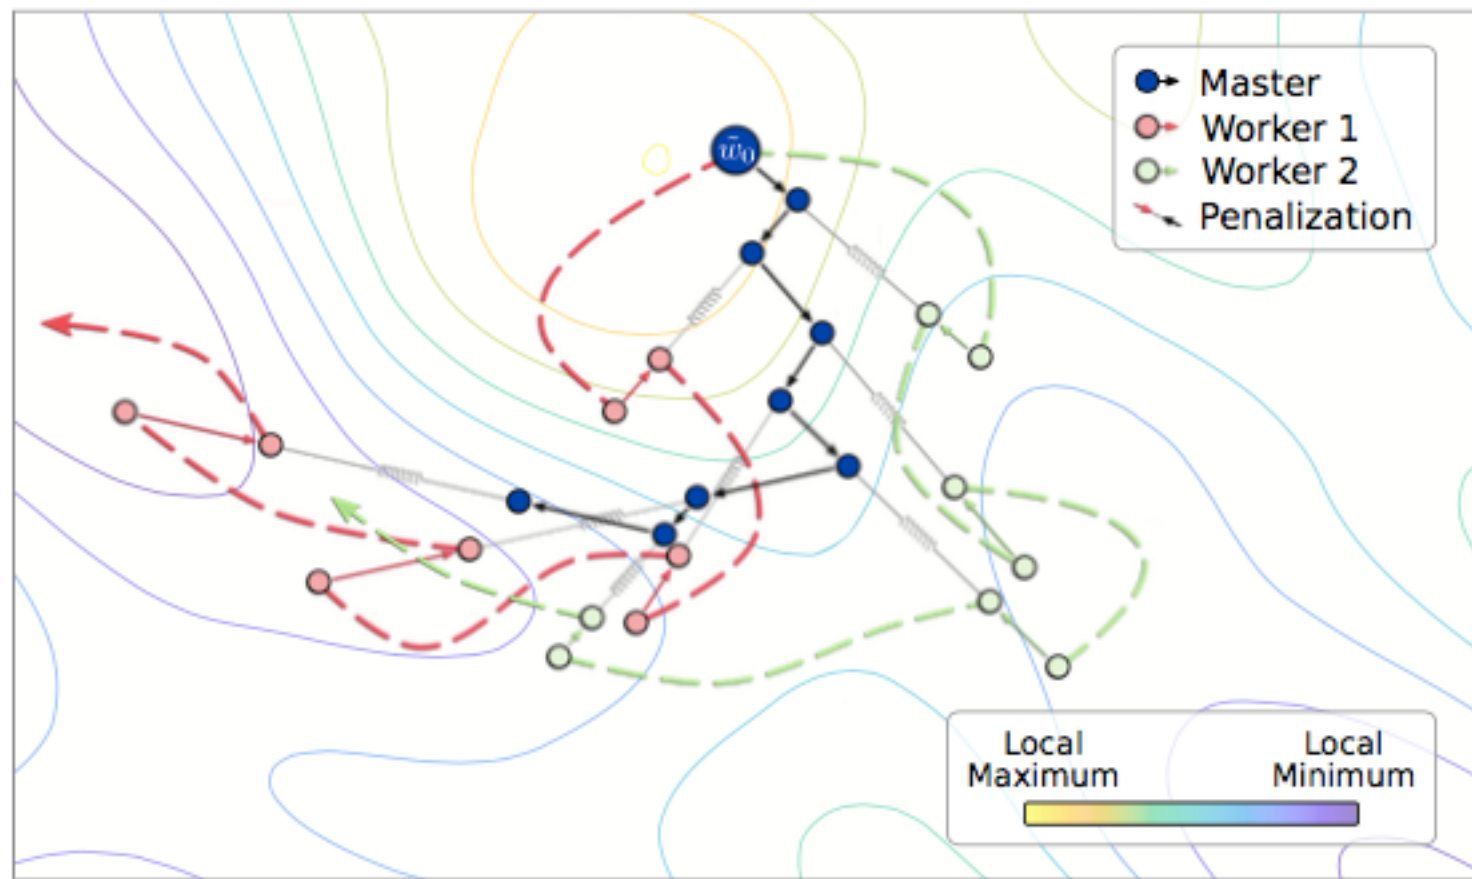 w̄₀
Master
Worker 1
Worker 2
Penalization
Local
Maximum
Local
Minimum